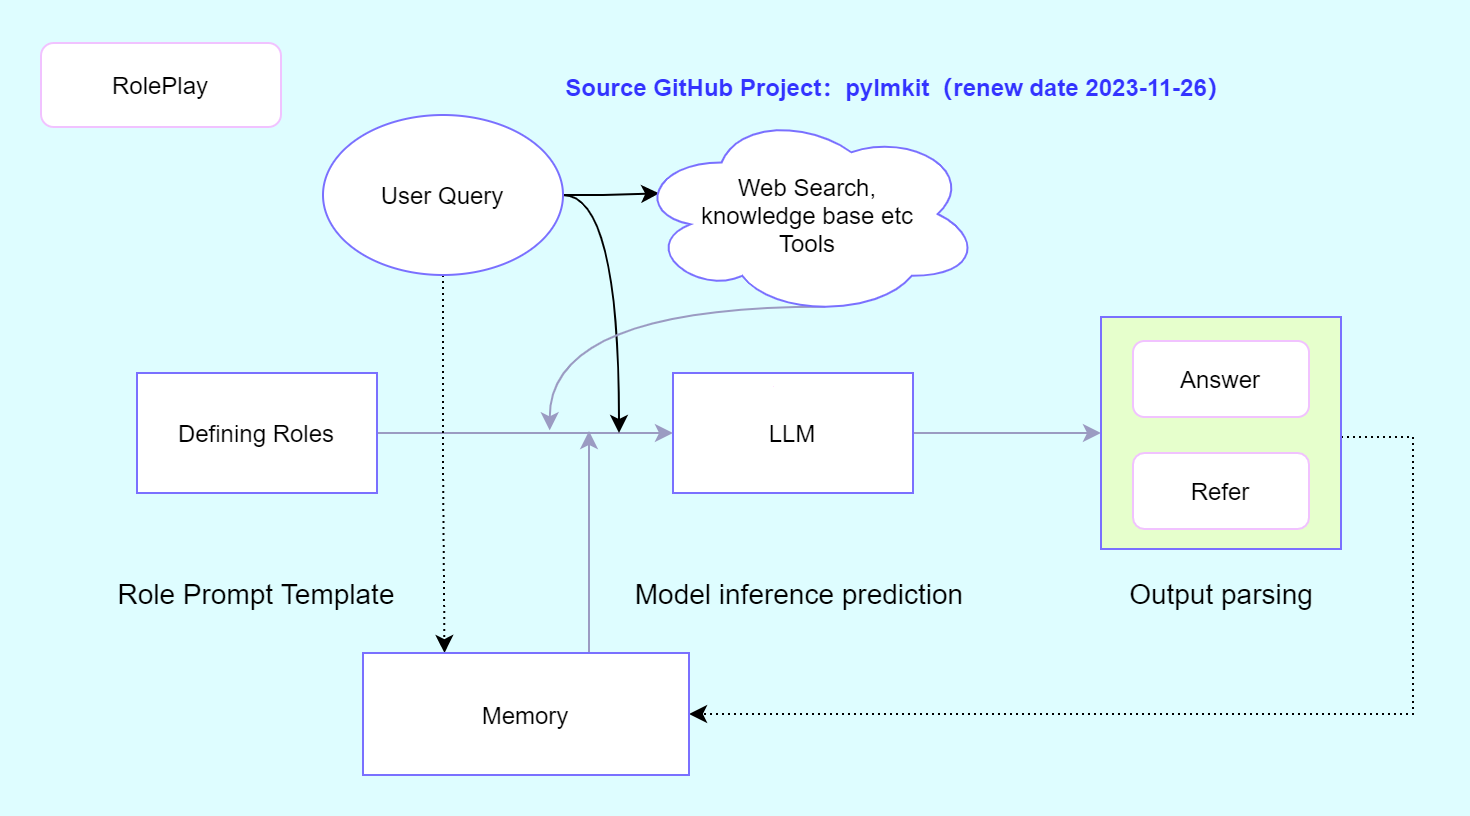 RolePlay
Source GitHub Project：pylmkit（renew date 2023-11-26）
User Query
Web Search,
knowledge base etc
Tools
Defining Roles
LLM
Answer
Refer
Role Prompt Template
Model inference prediction
Output parsing
Memory